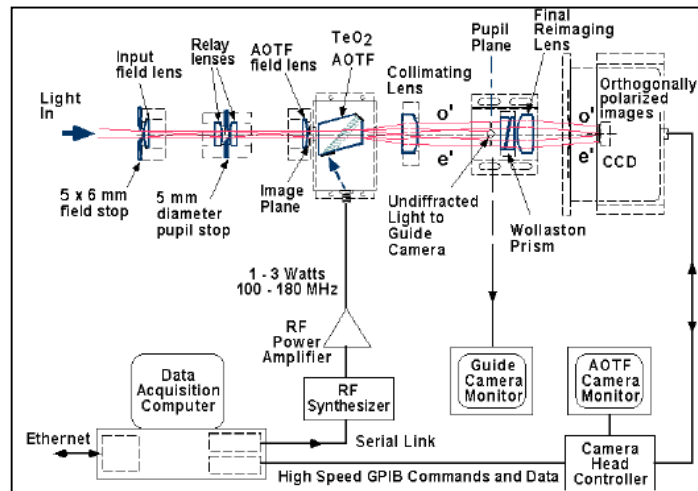 Light
In
Input
field lens
Relay
lenses
AOTF
field lens
TeO2
AOTF
Collimating
Lens
Pupil
Plane
Final
Reimaging
Lens
Orthogonally
polarized
images
o'
e'
o'
e'
CCD
5 x 6 mm
field stop
5 mm
diameter
pupil stop
Image
Plane
Undiffracted
Light to
Guide
Camera
Wollaston
Prism
1 - 3 Watts
100 - 180 MHz
RF
Power
Amplifier
RF
Synthesizer
Data
Acquisition
Computer
Guide
Camera
Monitor
AOTF
Camera
Monitor
Ethernet
Serial Link
High Speed GPIB Commands and Data
Camera
Head
Controller